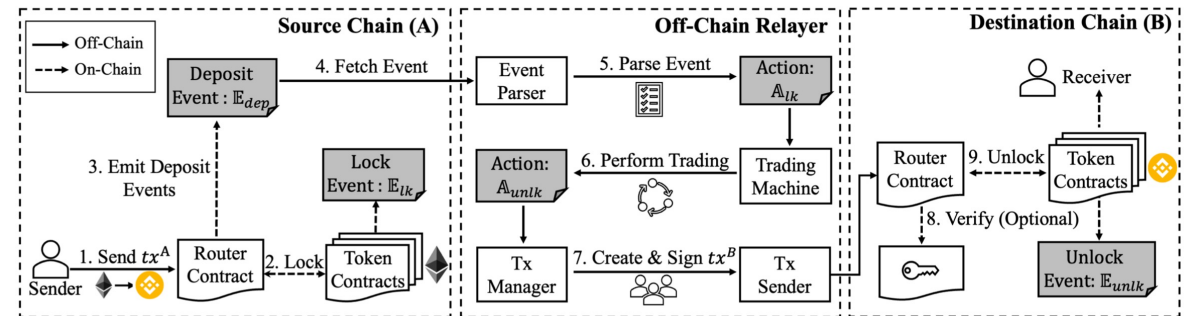 Source Chain (A)
Off-Chain
On-Chain
Deposit
Event : 𝔼dep
4. Fetch Event
3. Emit Deposit
Events
Lock
Event : 𝔼lk
1. Send txA
Sender
Router
Contract
2. Lock
Token
Contracts
Off-Chain Relayer
Event
Parser
5. Parse Event
Action:
𝔸lk
Action:
𝔸unlk
6. Perform Trading
Trading
Machine
Tx
Manager
7. Create & Sign txB
Tx
Sender
Destination Chain (B)
Receiver
Router
Contract
9. Unlock
Token
Contracts
8. Verify (Optional)
Unlock
Event: 𝔼unlk